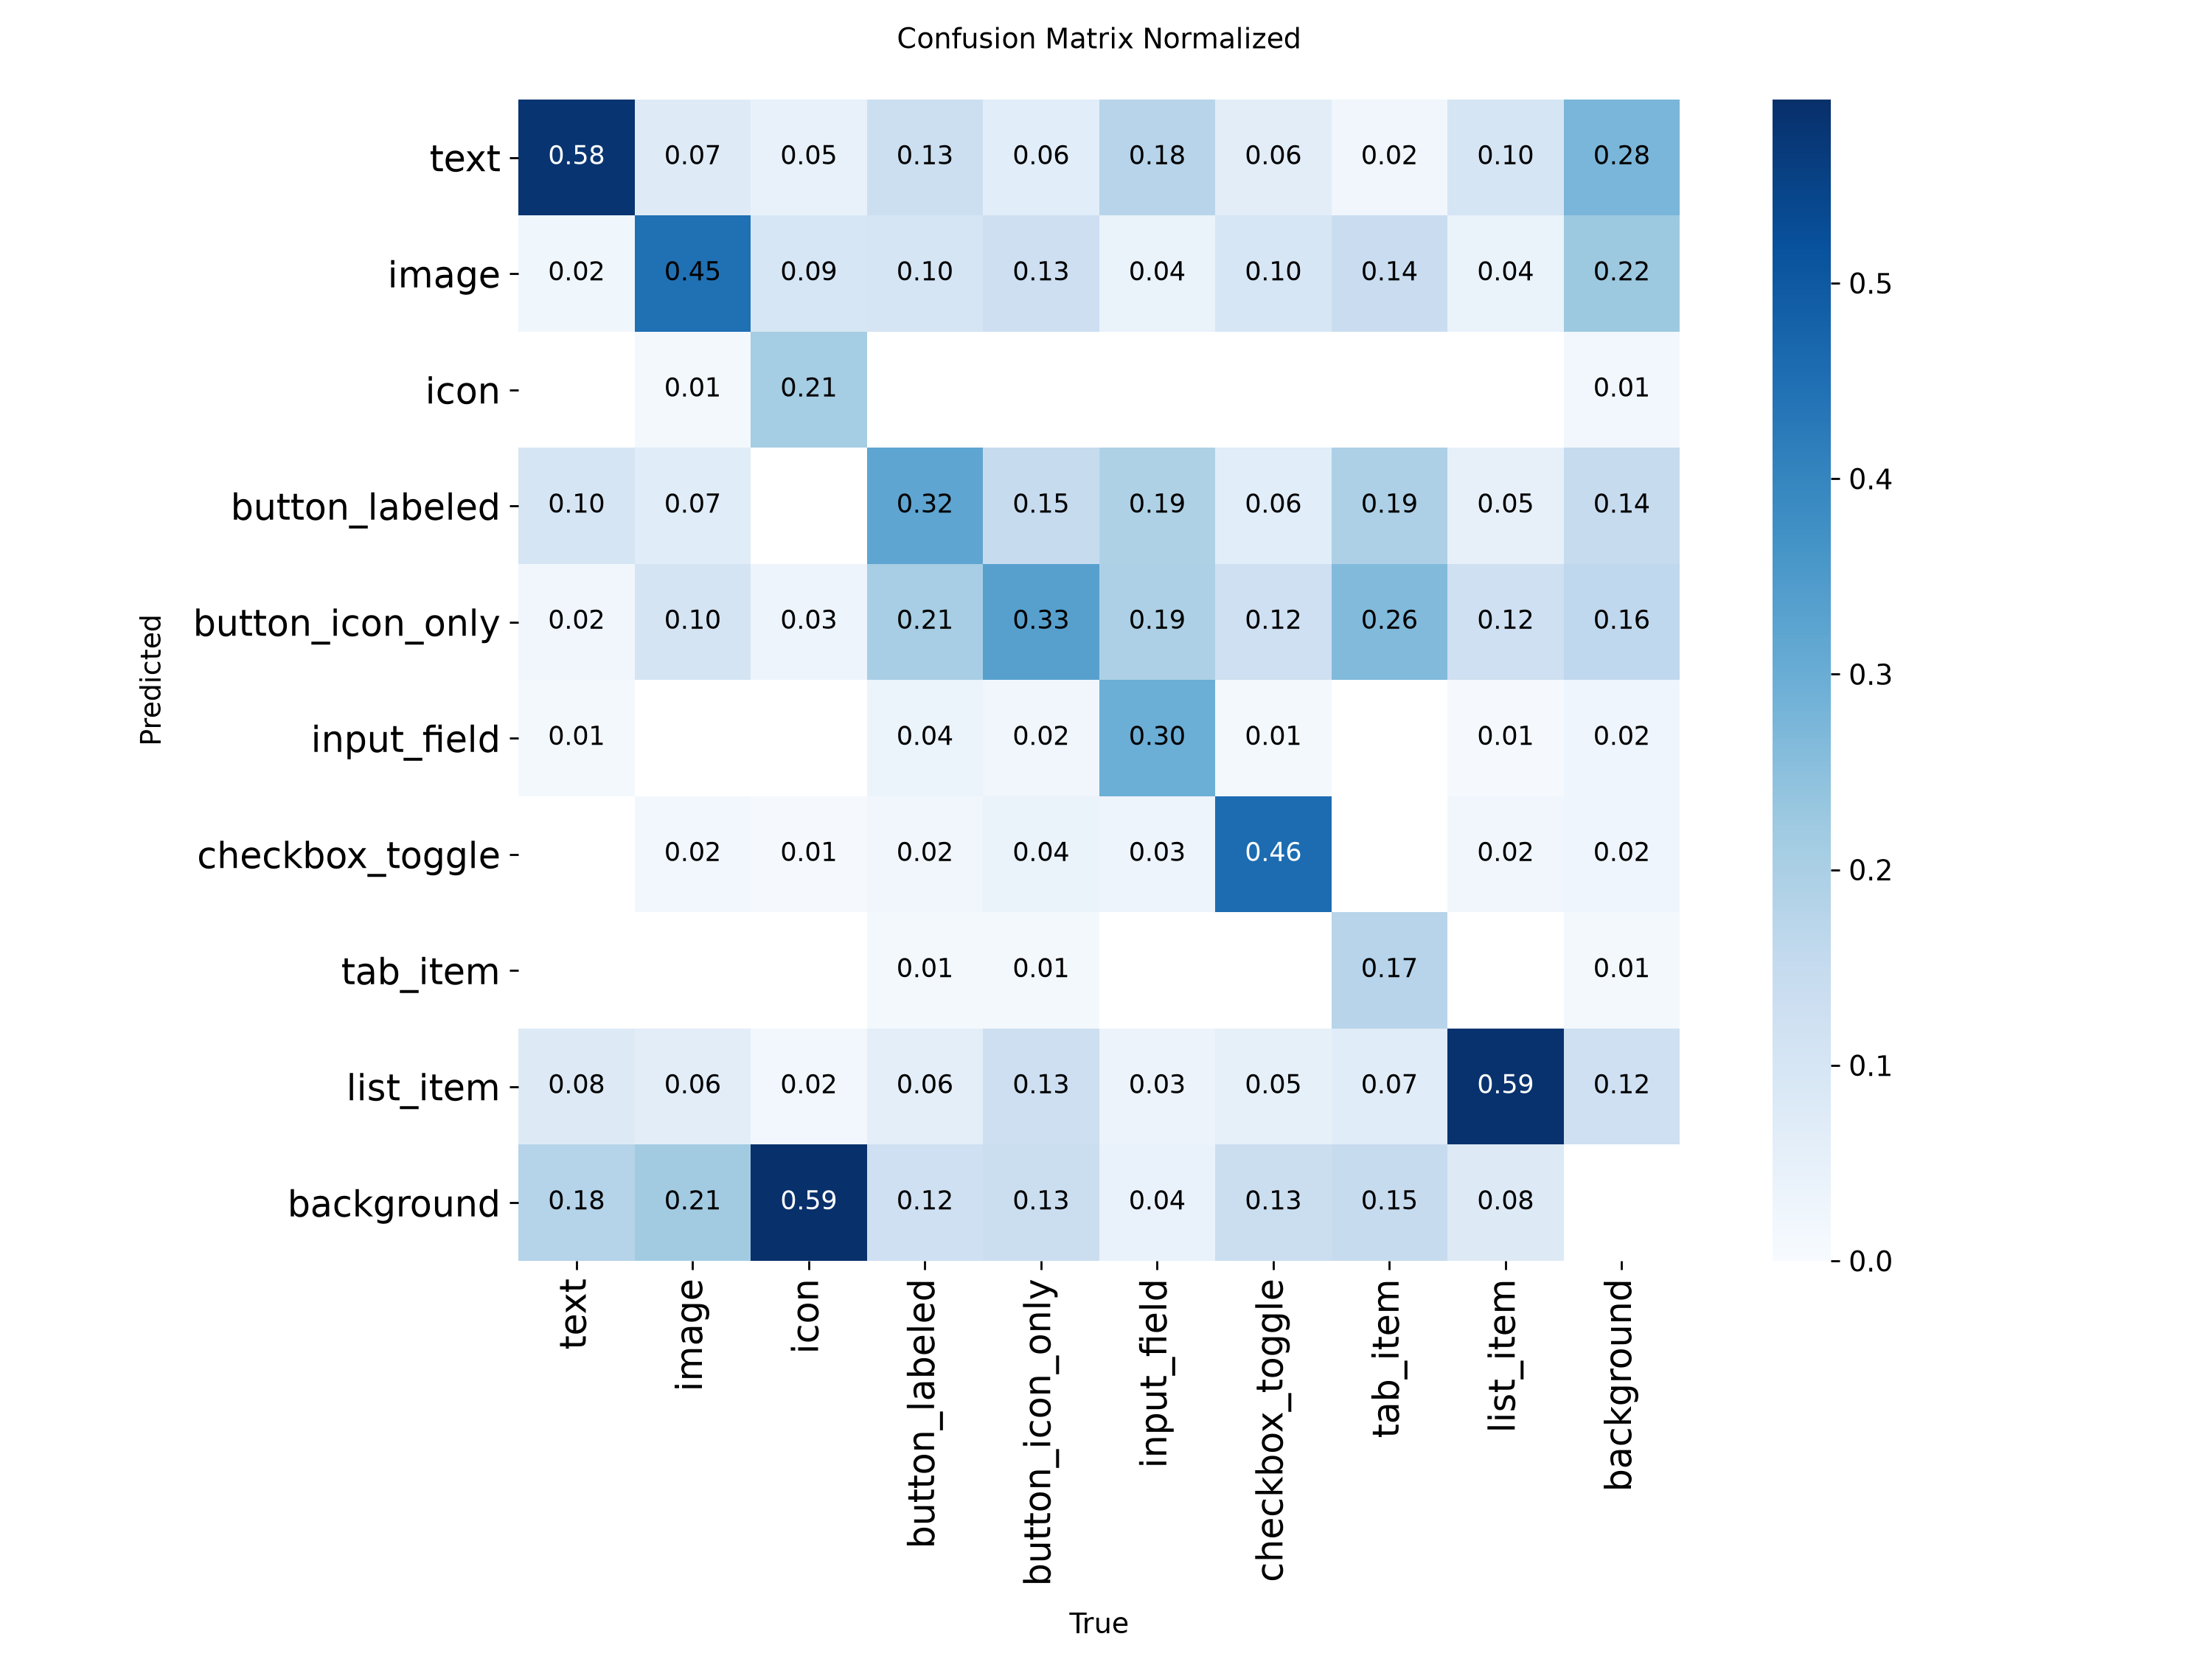 Confusion Matrix Normalized
text 0.58 0.07 0.05 0.13 0.06 0.18 0.06 0.02 0.10 0.28
image 0.02 0.45 0.09 0.10 0.13 0.04 0.10 0.14 0.04 0.22
icon 0.01 0.21 0.01
button_labeled 0.10 0.07 0.32 0.15 0.19 0.06 0.19 0.05 0.14
button_icon_only 0.02 0.10 0.03 0.21 0.33 0.19 0.12 0.26 0.12 0.16
input_field 0.01 0.04 0.02 0.30 0.01 0.01 0.02
checkbox_toggle 0.02 0.01 0.02 0.04 0.03 0.46 0.02 0.02
tab_item 0.01 0.01 0.17 0.01
list_item 0.08 0.06 0.02 0.06 0.13 0.03 0.05 0.07 0.59 0.12
background 0.18 0.21 0.59 0.12 0.13 0.04 0.13 0.15 0.08
Predicted
text
image
icon
button_labeled
button_icon_only
input_field
checkbox_toggle
tab_item
list_item
background
True
0.5
0.4
0.3
0.2
0.1
0.0